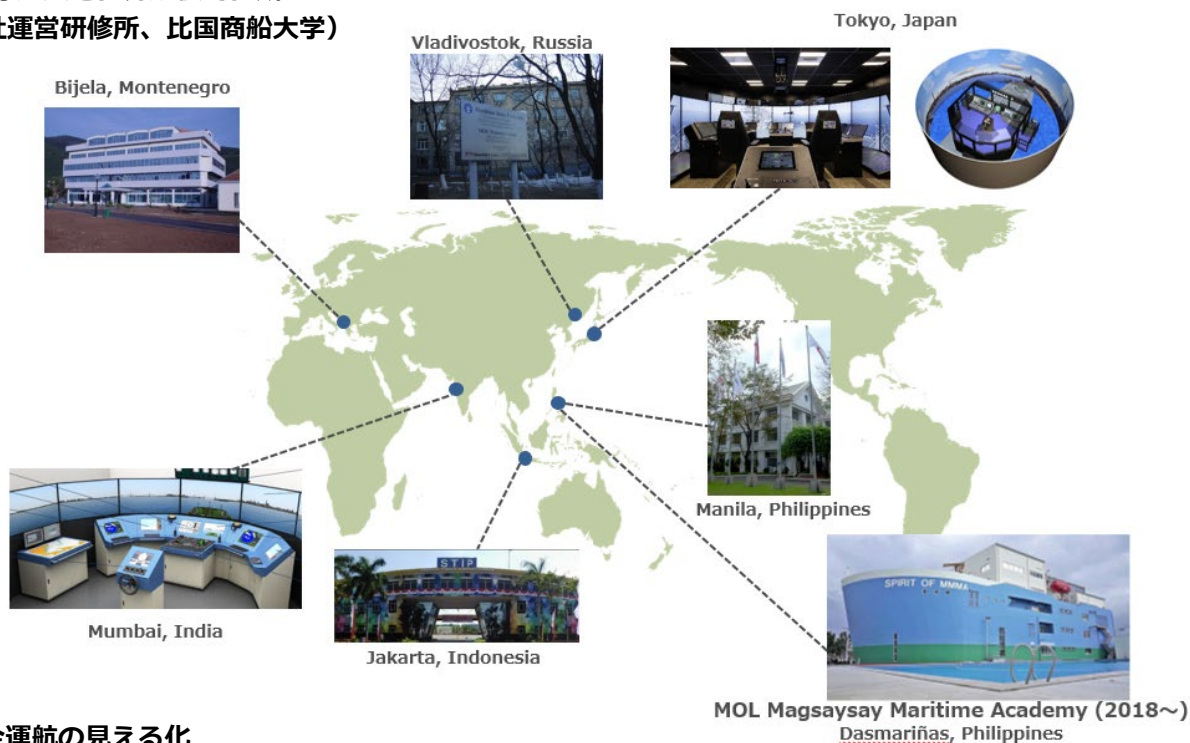 社運営研修所、比国商船大学）
Tokyo, Japan
Vladivostok, Russia
Bijela, Montenegro
Manila, Philippines
STIP
SPIRIT OF MMMA
Mumbai, India
Jakarta, Indonesia
MOL Magsaysay Maritime Academy (2018～)
Dasmariñas, Philippines
全運航の見える化